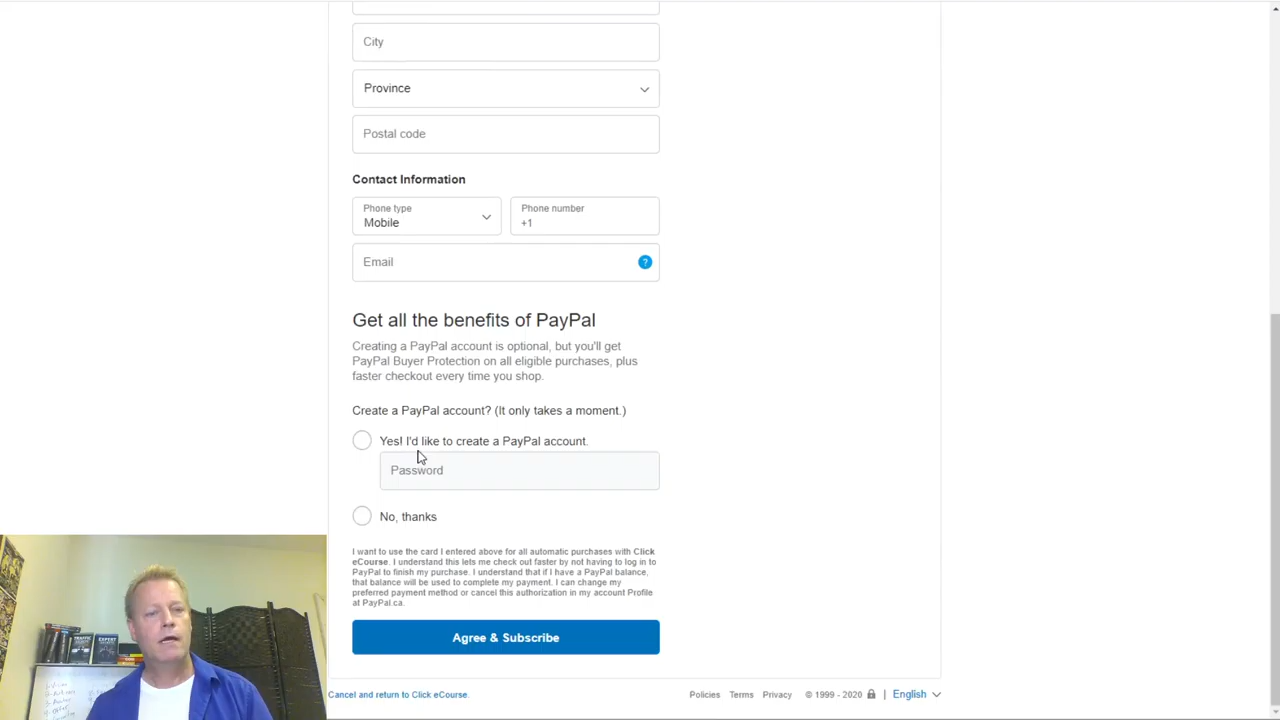 City
Province
Postal code
Contact Information
Phone type
Mobile
Phone number
+1
Email
?
Get all the benefits of PayPal
Creating a PayPal account is optional, but you'll get
PayPal Buyer Protection on all eligible purchases, plus
faster checkout every time you shop.
Create a PayPal account? (It only takes a moment.)
Yes! I'd like to create a PayPal account.
Password
No, thanks
I want to use the card I entered above for all automatic purchases with Click
eCourse. I understand this lets me check out faster by not having to log in to
PayPal to finish my purchase. I understand that if I have a PayPal balance,
that balance will be used to complete my payment. I can change my
preferred payment method or cancel this authorization in my account Profile
at PayPal.ca.
Agree & Subscribe
Cancel and return to Click eCourse.
Policies Terms Privacy © 1999 - 2020 | English
TRAFFIC
EXPERT